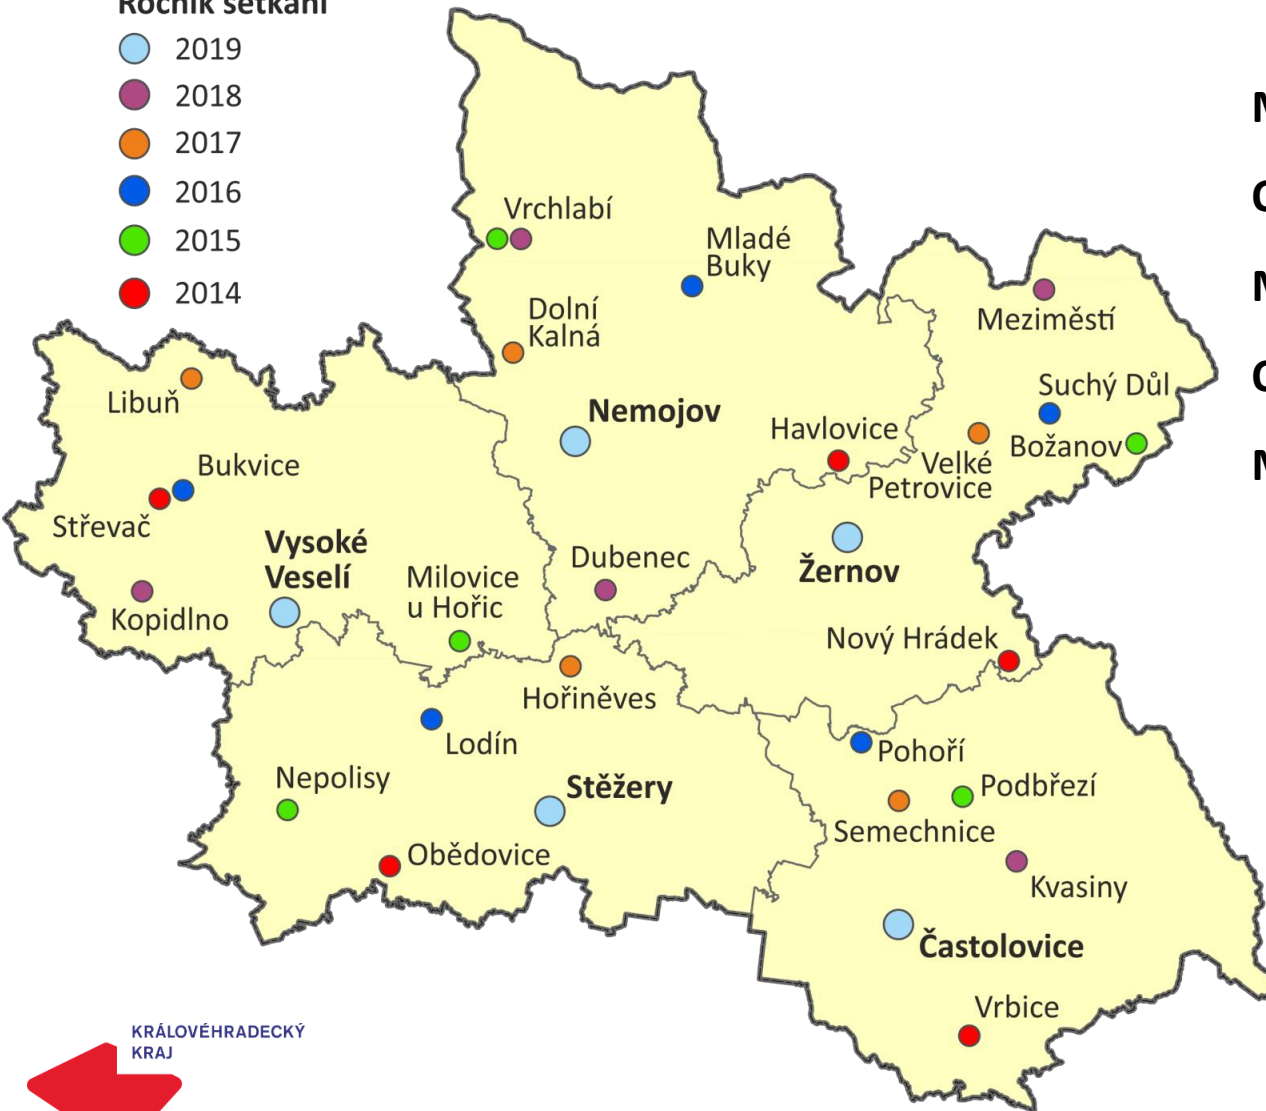 Ročník setkání
2019
2018
2017
2016
2015
2014
Vrchlabí
Mladé
Buky
Meziměstí
Dolní
Kalná
Libuň
Suchý Důl
Nemojov
Havlovice
Božanov
Velké
Petrovice
Bukvice
Střevač
Vysoké
Veselí
Dubenec
Žernov
Milovice
u Hořic
Kopidlno
Nový Hrádek
Hořiněves
Lodín
Pohoří
Nepolisy
Stěžery
Podbřezí
Semechnice
Obědovice
Kvasiny
Častolovice
Vrbice
KRÁLOVÉHRADECKÝ
KRAJ